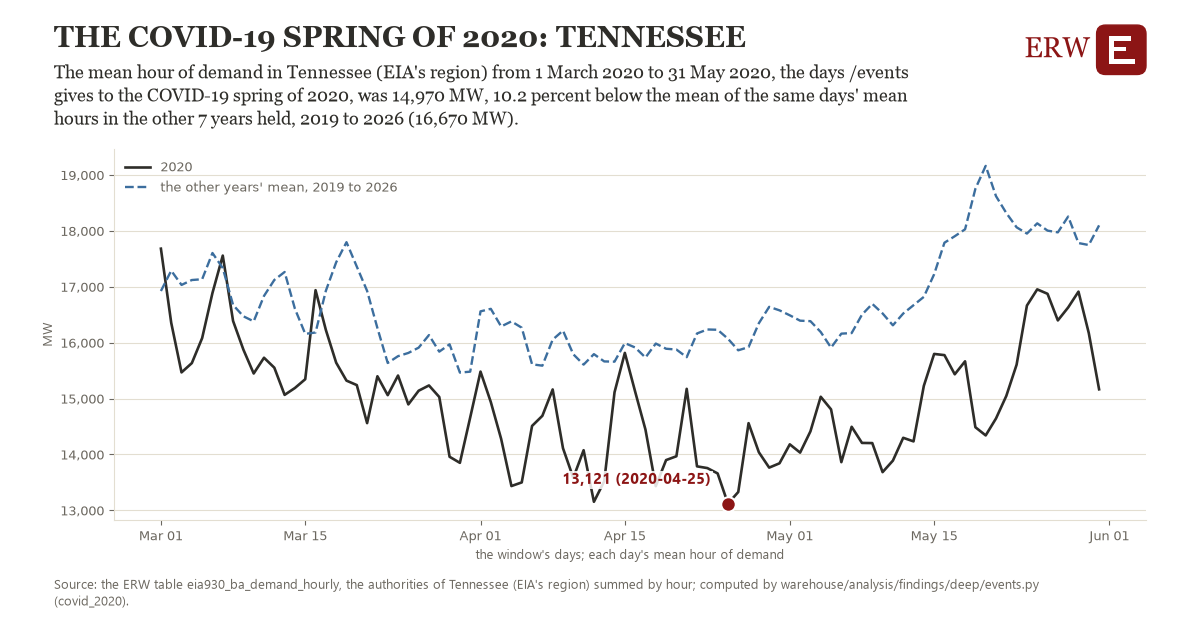 THE COVID-19 SPRING OF 2020: TENNESSEE
ERW E
The mean hour of demand in Tennessee (EIA's region) from 1 March 2020 to 31 May 2020, the days /events
gives to the COVID-19 spring of 2020, was 14,970 MW, 10.2 percent below the mean of the same days' mean
hours in the other 7 years held, 2019 to 2026 (16,670 MW).
2020
the other years' mean, 2019 to 2026
19,000
18,000
17,000
16,000
15,000
14,000
13,000
MW
13,121 (2020-04-25)
Mar 01
Mar 15
Apr 01
Apr 15
May 01
May 15
Jun 01
the window's days; each day's mean hour of demand
Source: the ERW table eia930_ba_demand_hourly, the authorities of Tennessee (EIA's region) summed by hour; computed by warehouse/analysis/findings/deep/events.py
(covid_2020).